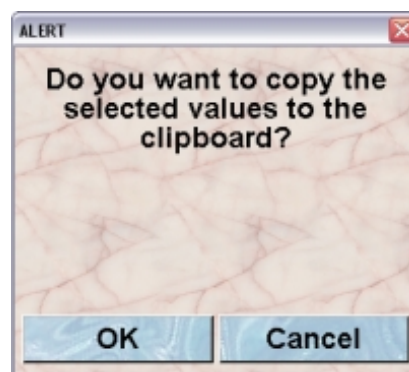 ALERT
Do you want to copy the
selected values to the
clipboard?
OK
Cancel